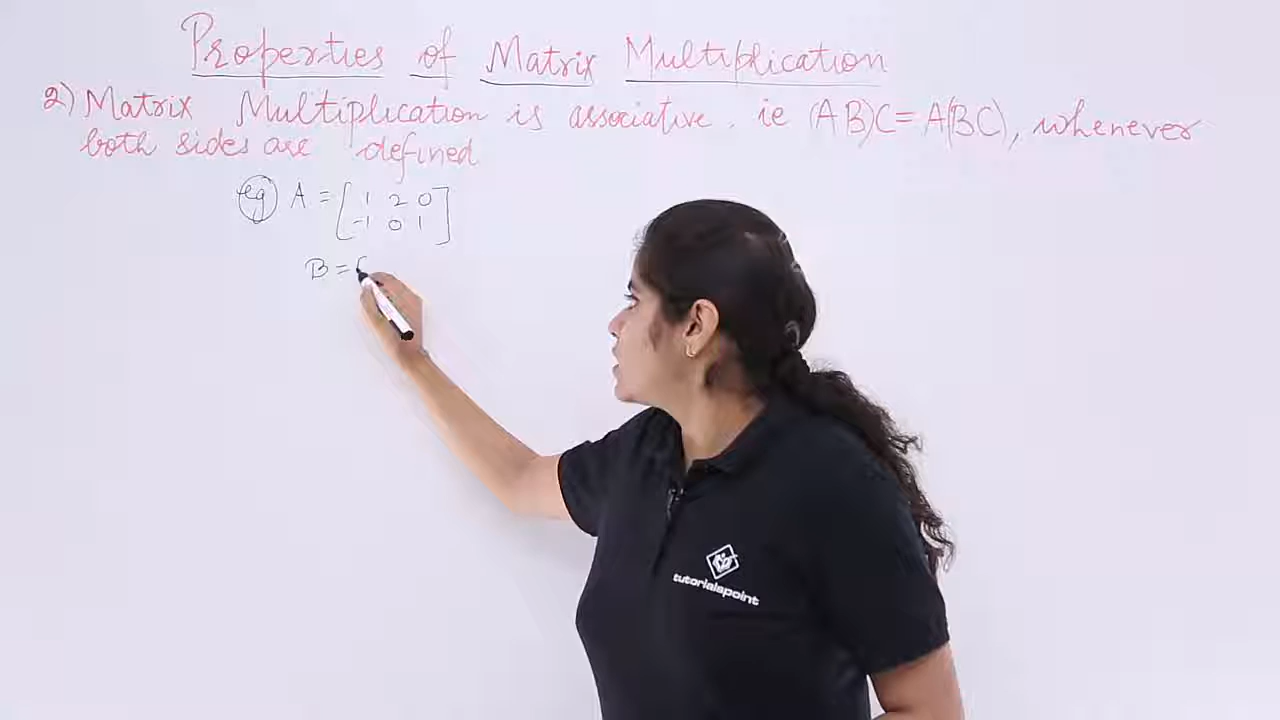 Properties of Matrix Multiplication
2) Matrix Multiplication is associative. ie (AB)C=A(BC), whenever
both sides are defined
eg A = [ 1 2 0
-1 0 1 ]
B = [
tutorialspoint